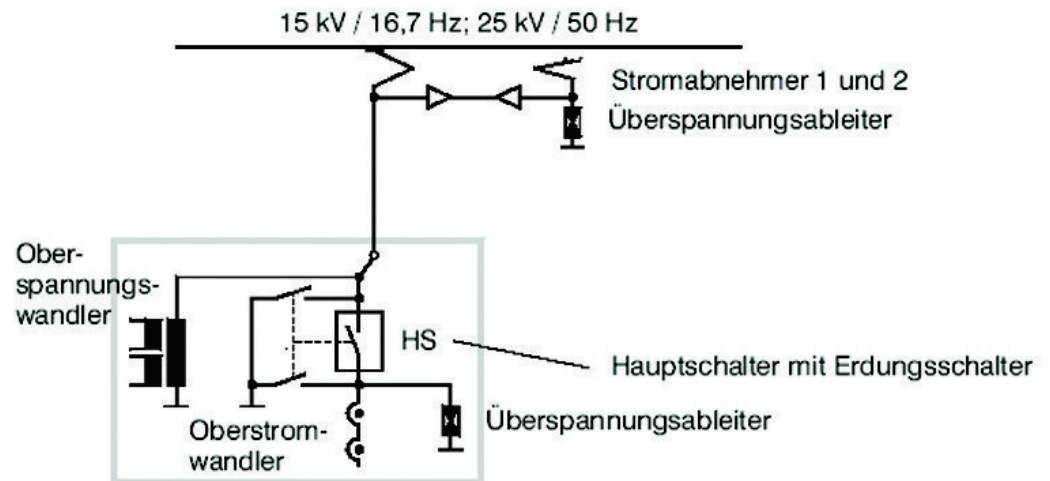 15 kV / 16,7 Hz; 25 kV / 50 Hz
Stromabnehmer 1 und 2
Überspannungsableiter
Ober-
spannungs-
wandler
HS
Hauptschalter mit Erdungsschalter
Überspannungsableiter
Oberstrom-
wandler